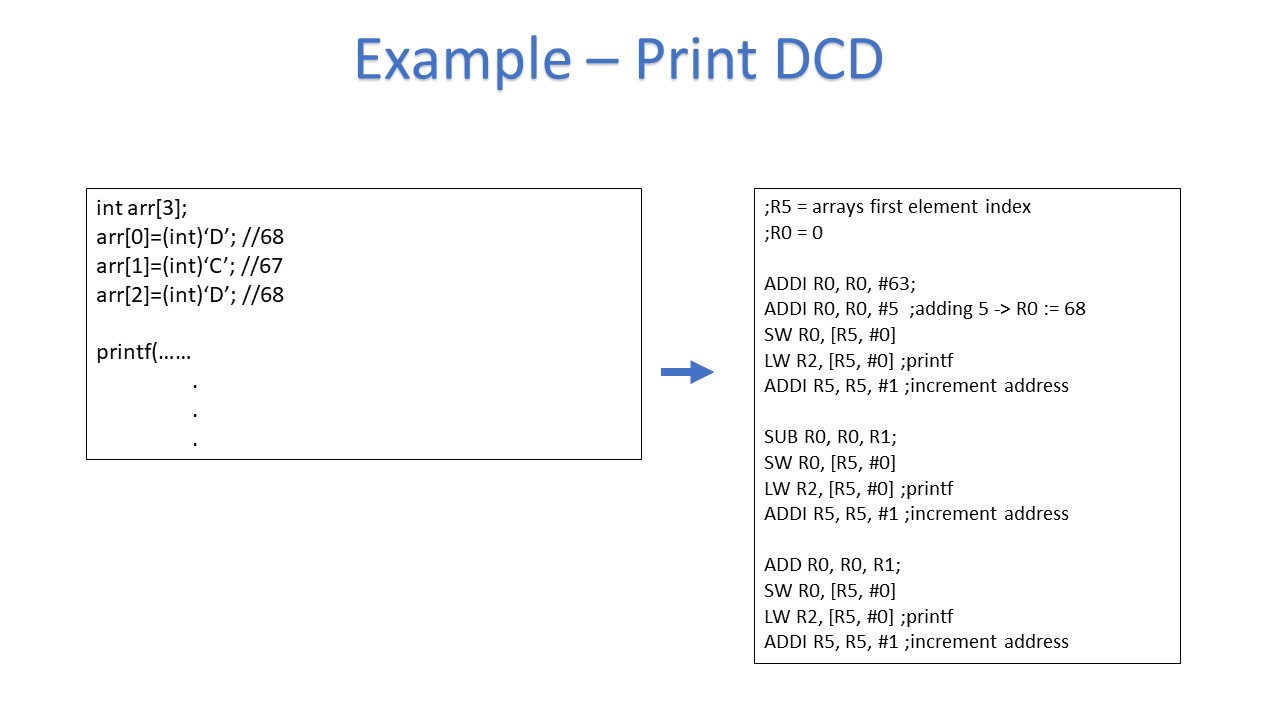 Example – Print DCD
int arr[3];
arr[0]=(int)‘D’; //68
arr[1]=(int)‘C’; //67
arr[2]=(int)‘D’; //68
printf(......
.
.
.
;R5 = arrays first element index
;R0 = 0
ADDI R0, R0, #63;
ADDI R0, R0, #5  ;adding 5 -> R0 := 68
SW R0, [R5, #0]
LW R2, [R5, #0] ;printf
ADDI R5, R5, #1 ;increment address
SUB R0, R0, R1;
SW R0, [R5, #0]
LW R2, [R5, #0] ;printf
ADDI R5, R5, #1 ;increment address
ADD R0, R0, R1;
SW R0, [R5, #0]
LW R2, [R5, #0] ;printf
ADDI R5, R5, #1 ;increment address